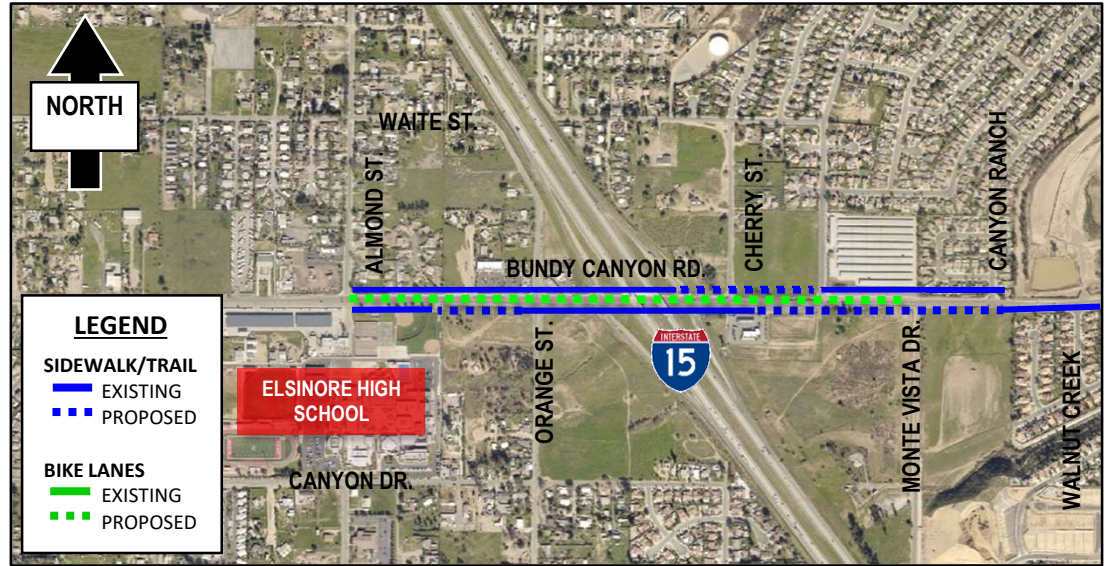 NORTH
WAITE ST.
ALMOND ST.
CHERRY ST.
CANYON RANCH
BUNDY CANYON RD.
LEGEND
SIDEWALK/TRAIL
EXISTING
PROPOSED
BIKE LANES
EXISTING
PROPOSED
ELSINORE HIGH
SCHOOL
CANYON DR.
ORANGE ST.
INTERSTATE
15
MONTE VISTA DR.
WALNUT CREEK